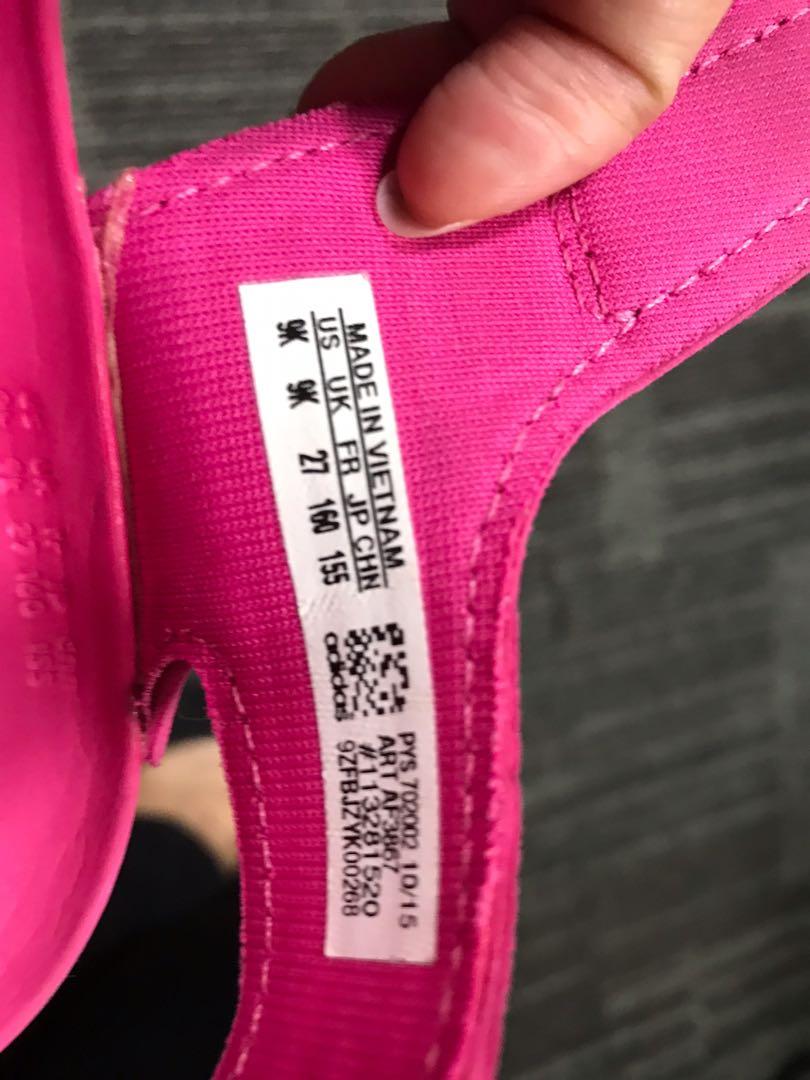 MADE IN VIETNAM
US UK FR JP CHN
9K 9K 27 160 155
adidas
PYS 702002 10/15
ART AF3867
#113281520
9ZFBJZYK00268
155